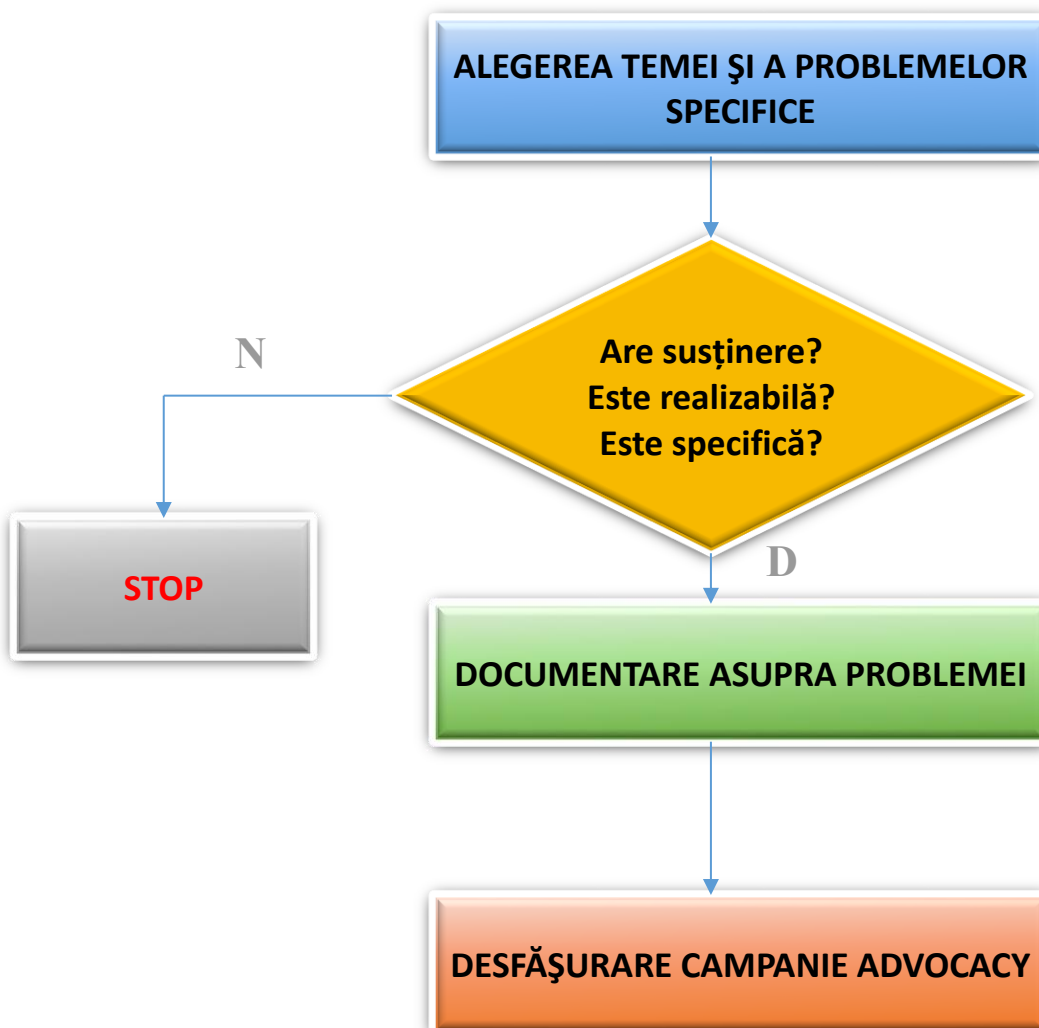 ALEGEREA TEMEI ŞI A PROBLEMELOR
SPECIFICE
N
Are susținere?
Este realizabilă?
Este specifică?
STOP
D
DOCUMENTARE ASUPRA PROBLEMEI
DESFĂŞURARE CAMPANIE ADVOCACY